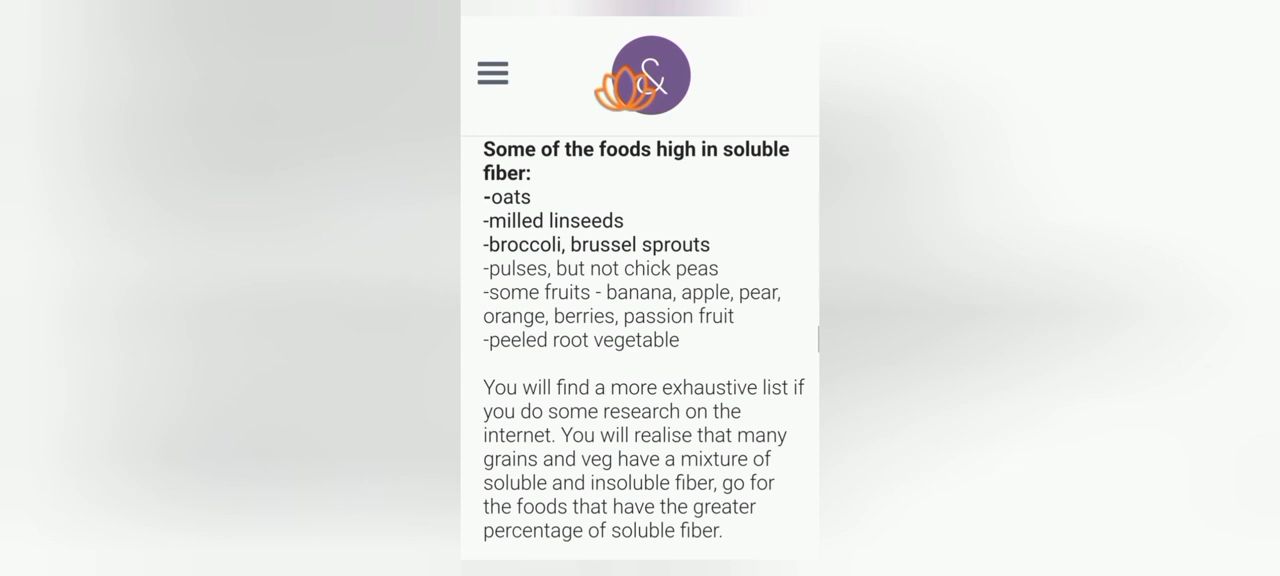 &
Some of the foods high in soluble
fiber:
-oats
-milled linseeds
-broccoli, brussel sprouts
-pulses, but not chick peas
-some fruits - banana, apple, pear,
orange, berries, passion fruit
-peeled root vegetable
You will find a more exhaustive list if
you do some research on the
internet. You will realise that many
grains and veg have a mixture of
soluble and insoluble fiber, go for
the foods that have the greater
percentage of soluble fiber.